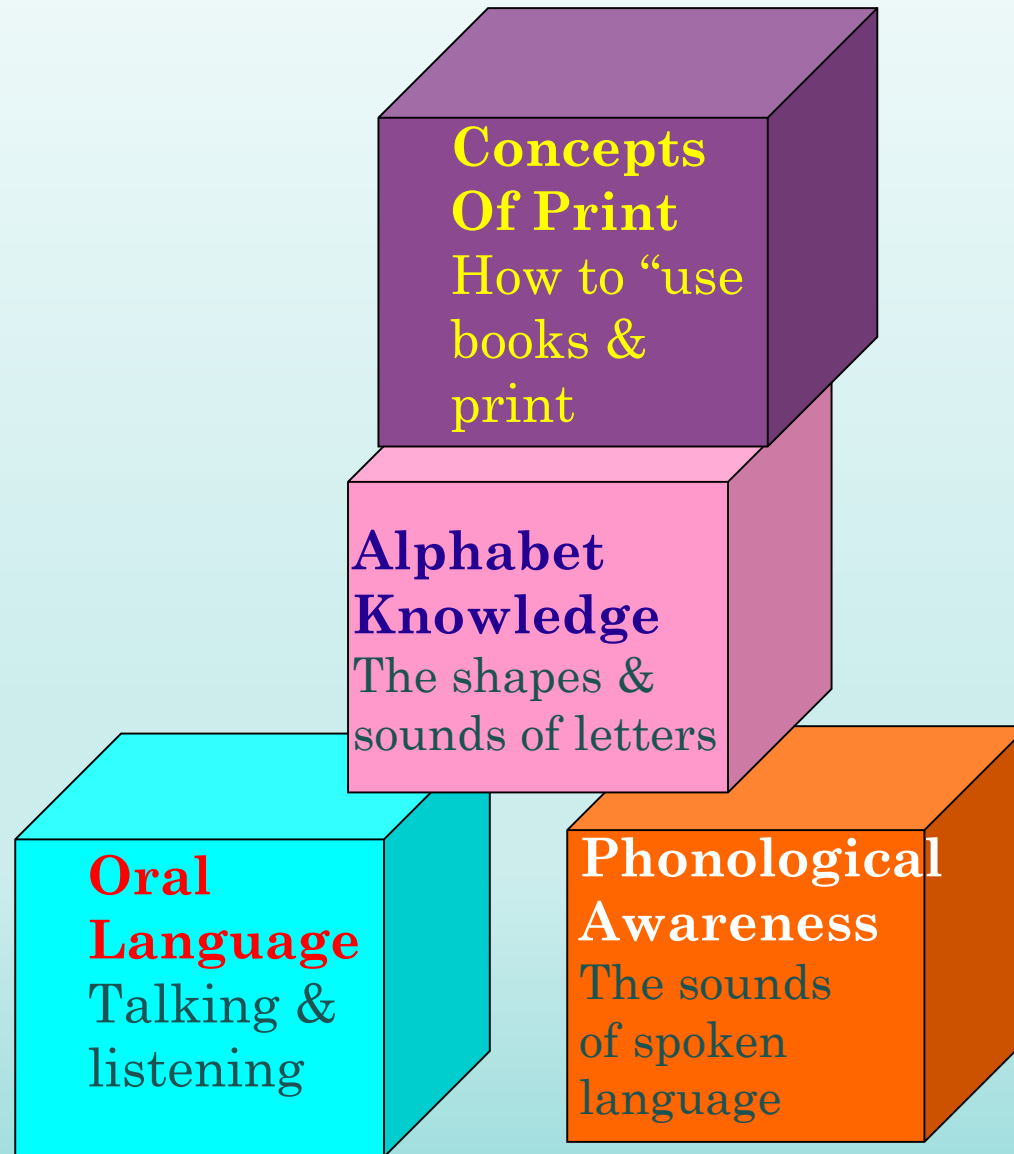 Concepts
Of Print
How to “use
books &
print
Alphabet
Knowledge
The shapes &
sounds of letters
Oral
Language
Talking &
listening
Phonological
Awareness
The sounds
of spoken
language